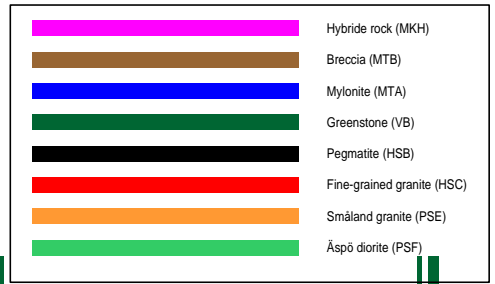 Hybride rock (MKH)
Breccia (MTB)
Mylonite (MTA)
Greenstone (VB)
Pegmatite (HSB)
Fine-grained granite (HSC)
Småland granite (PSE)
Äspö diorite (PSF)